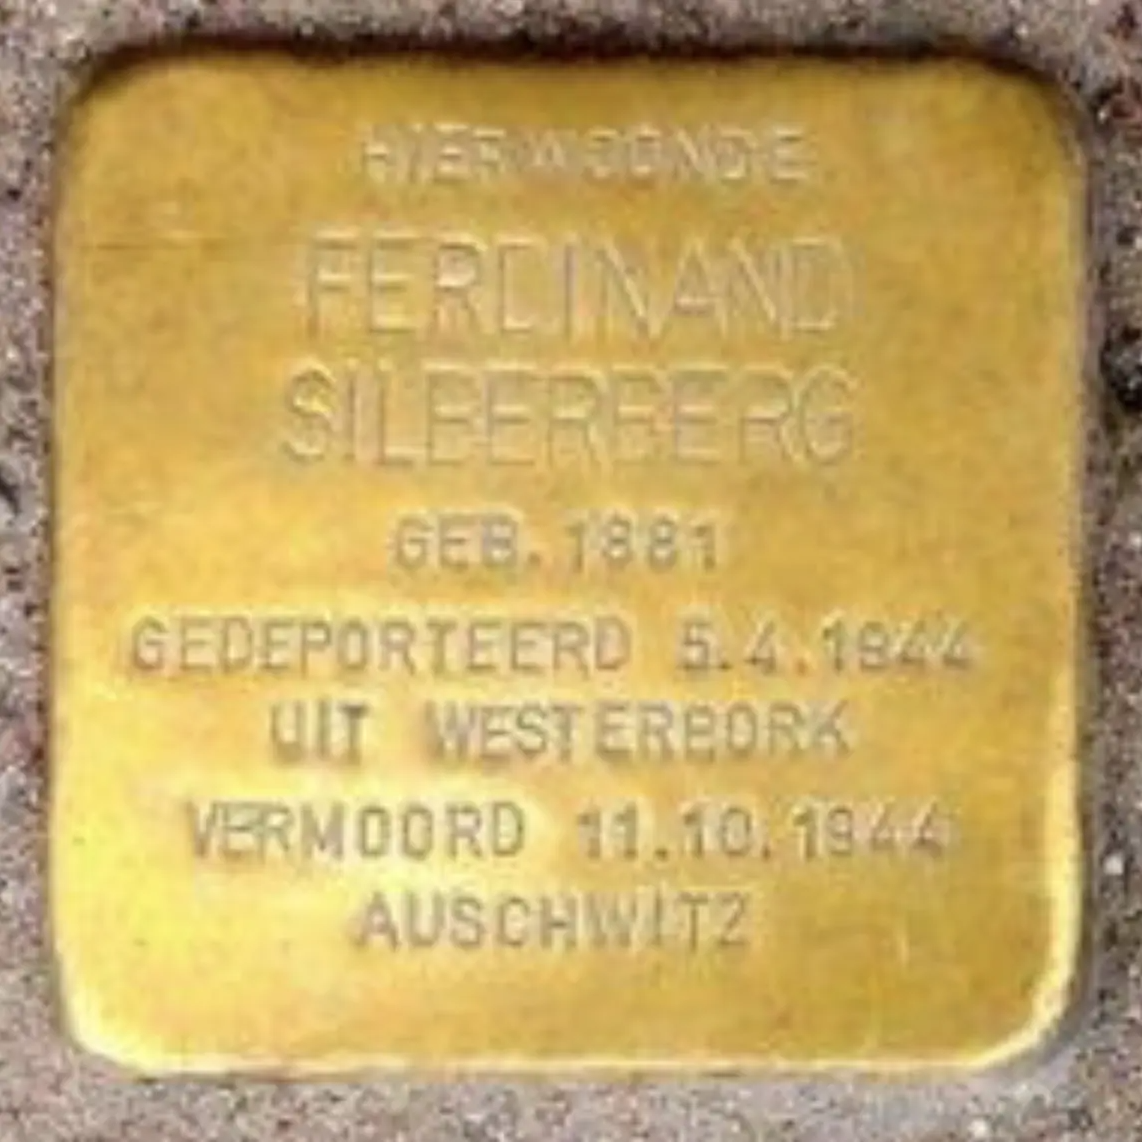 HIER WOONDE
FERDINAND
SILBERBERG
GEB. 1881
GEDEPORTEERD 5.4.1944
UIT WESTERBORK
VERMOORD 11.10.1944
AUSCHWITZ